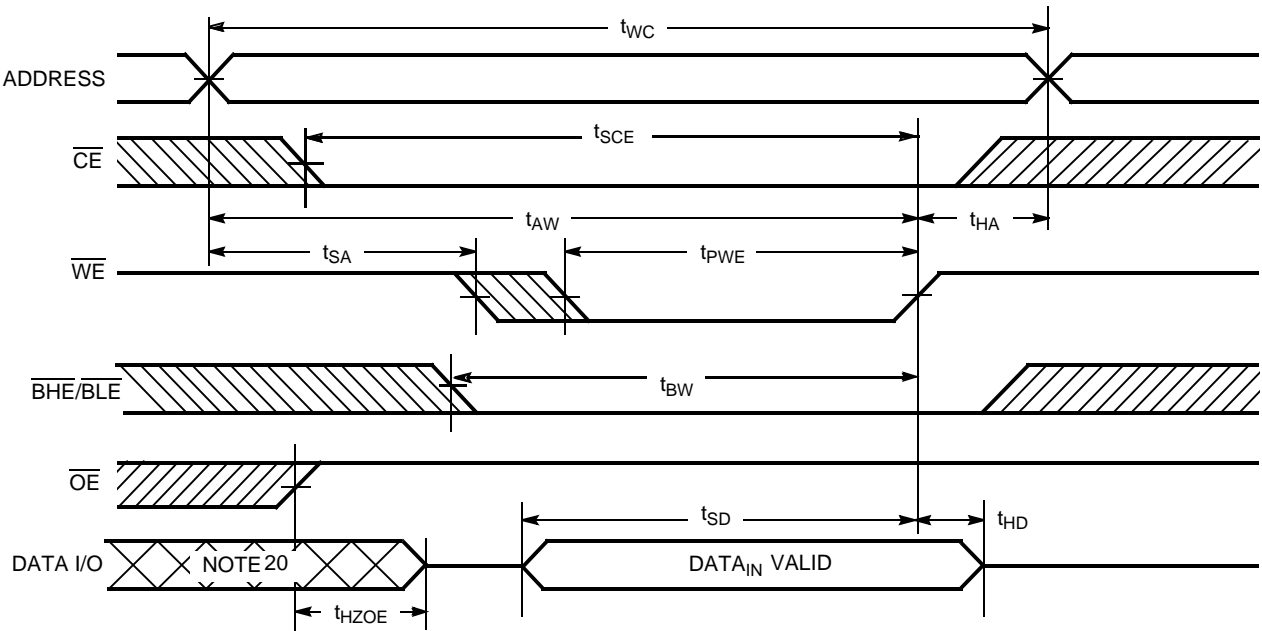 tWC
ADDRESS
tSCE
CE
tAW
tHA
tSA
tPWE
WE
tBW
BHE/BLE
OE
tSD
tHD
DATA I/O
NOTE 20
DATAIN VALID
tHZOE